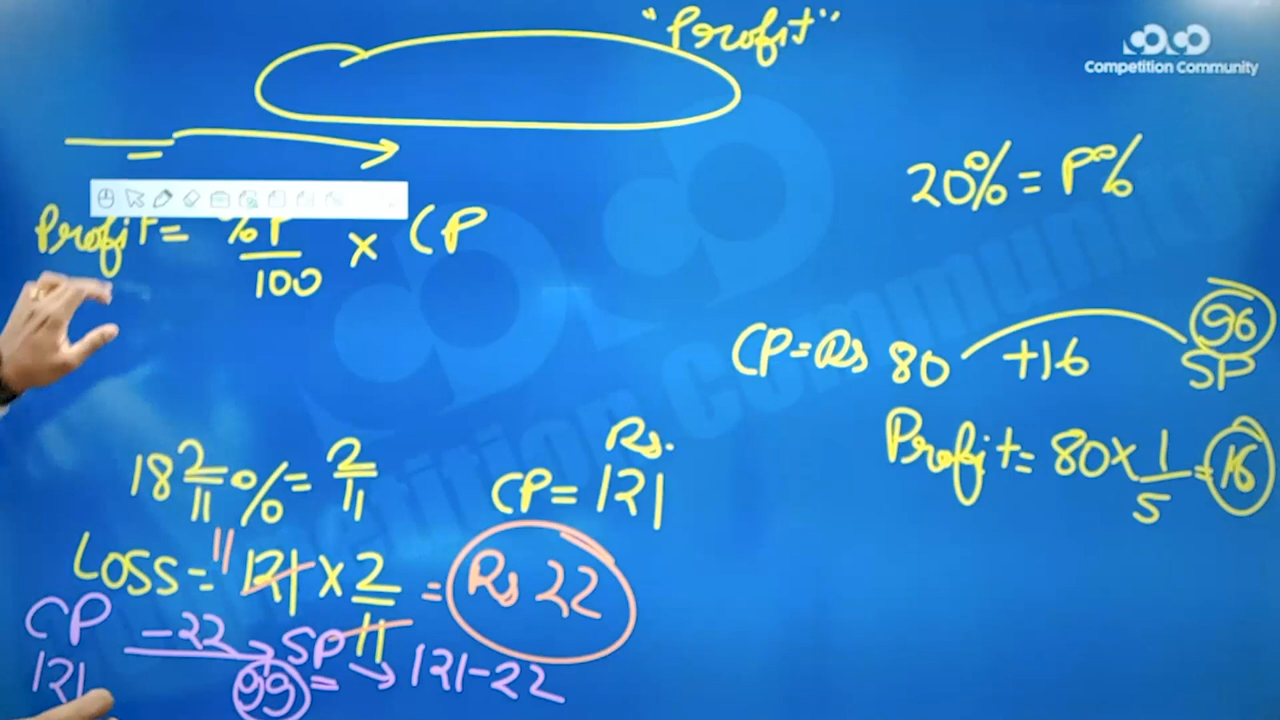 "Profit"
Competition Community
20% = P%
Profit = %P/100 × CP
CP = Rs 80 +16 96
SP
Profit = 80 × 1/5 = 16
18 2/11 % = 2/11
Rs.
CP = 121
LOSS = 11 121 × 2/11 = Rs 22
CP -22 SP = 121-22
121 99